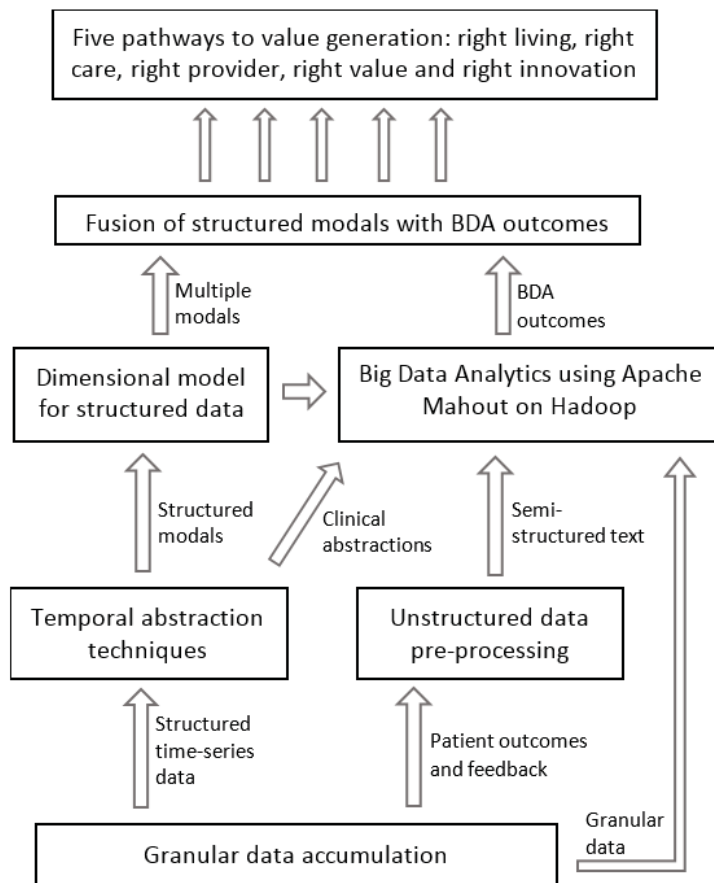 Five pathways to value generation: right living, right
care, right provider, right value and right innovation
Fusion of structured modals with BDA outcomes
Multiple
modals
BDA
outcomes
Dimensional model
for structured data
Big Data Analytics using Apache
Mahout on Hadoop
Structured
modals
Clinical
abstractions
Semi-
structured text
Temporal abstraction
techniques
Unstructured data
pre-processing
Structured
time-series
data
Patient outcomes
and feedback
Granular
data
Granular data accumulation